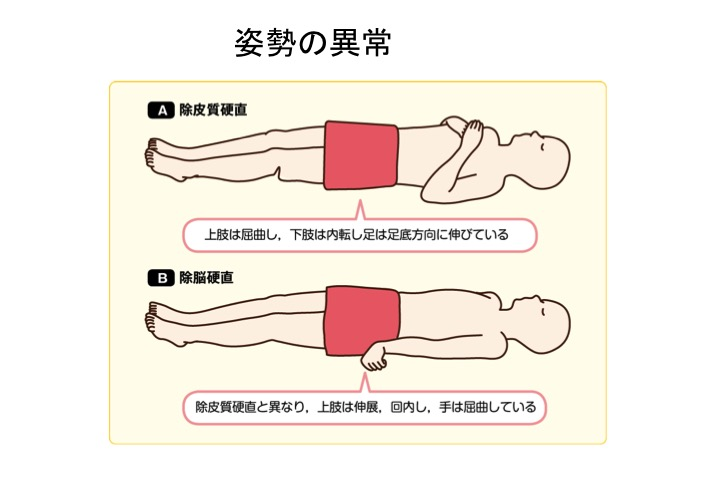 姿勢の異常
A 除皮質硬直
上肢は屈曲し，下肢は内転し足は足底方向に伸びている
B 除脳硬直
除皮質硬直と異なり，上肢は伸展，回内し，手は屈曲している